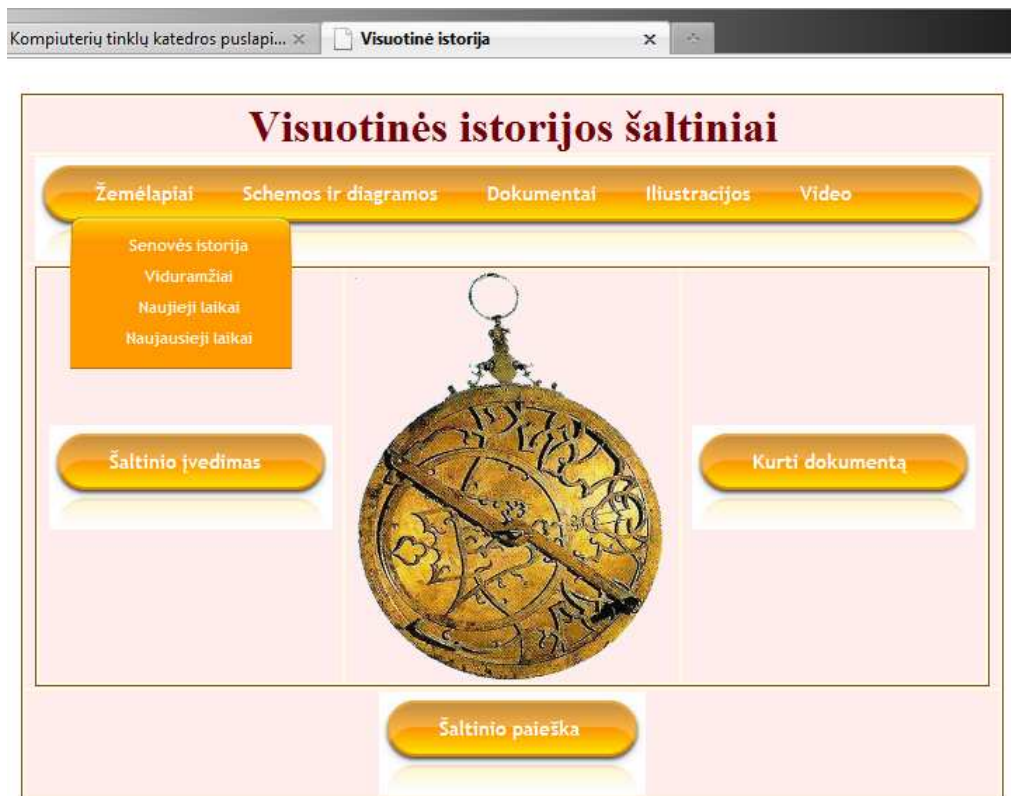 Kompiuterių tinklų katedros puslapi... Visuotinė istorija
Visuotinės istorijos šaltiniai
Žemėlapiai Schemos ir diagramos Dokumentai Iliustracijos Video
Senovės istorija
Viduramžiai
Naujieji laikai
Naujausieji laikai
Šaltinio įvedimas Kurti dokumentą
Šaltinio paieška